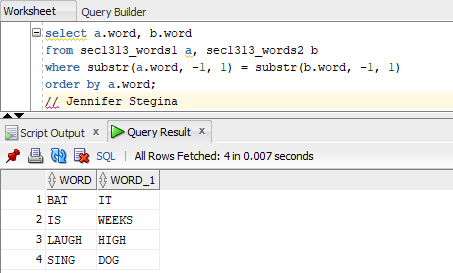 Worksheet Query Builder
select a.word, b.word
from sec1313_words1 a, sec1313_words2 b
where substr(a.word, -1, 1) = substr(b.word, -1, 1)
order by a.word;
// Jennifer Stegina
Script Output x Query Result x
SQL | All Rows Fetched: 4 in 0.007 seconds
WORD WORD_1
1 BAT IT
2 IS WEEKS
3 LAUGH HIGH
4 SING DOG